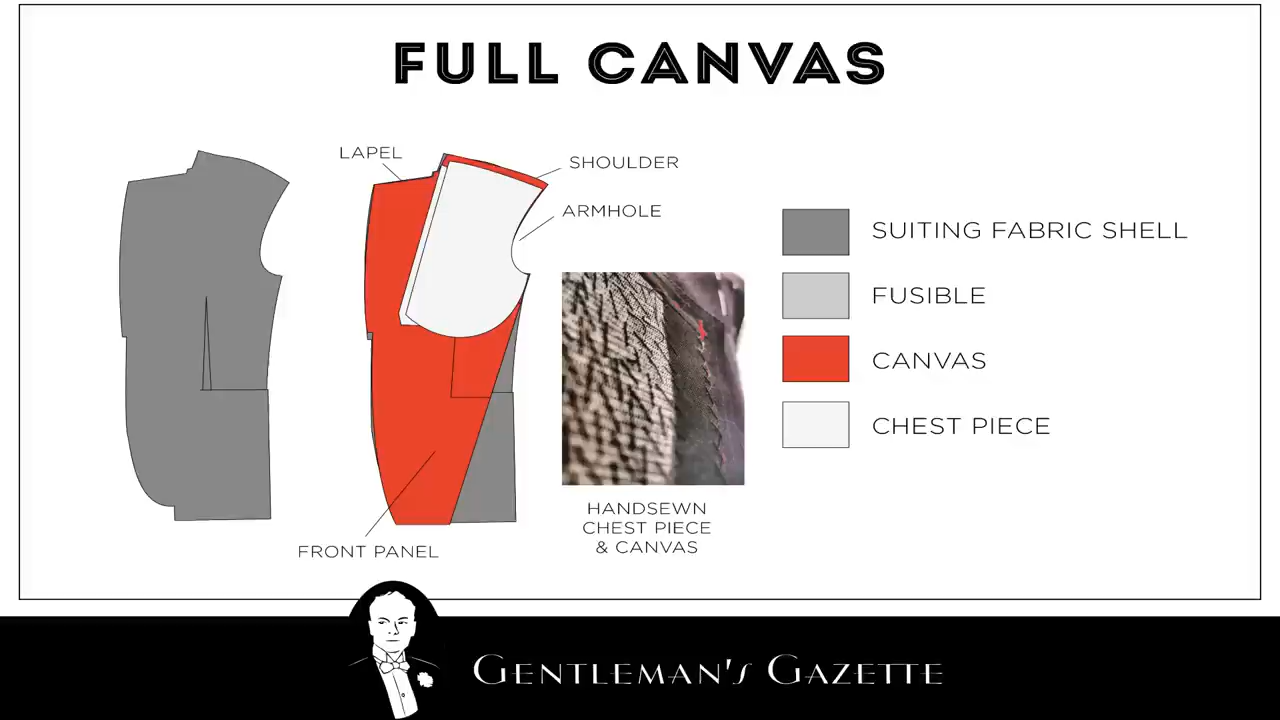 FULL CANVAS
LAPEL
SHOULDER
ARMHOLE
SUITING FABRIC SHELL
FUSIBLE
CANVAS
CHEST PIECE
HANDSEWN
CHEST PIECE
& CANVAS
FRONT PANEL
GENTLEMAN'S GAZETTE